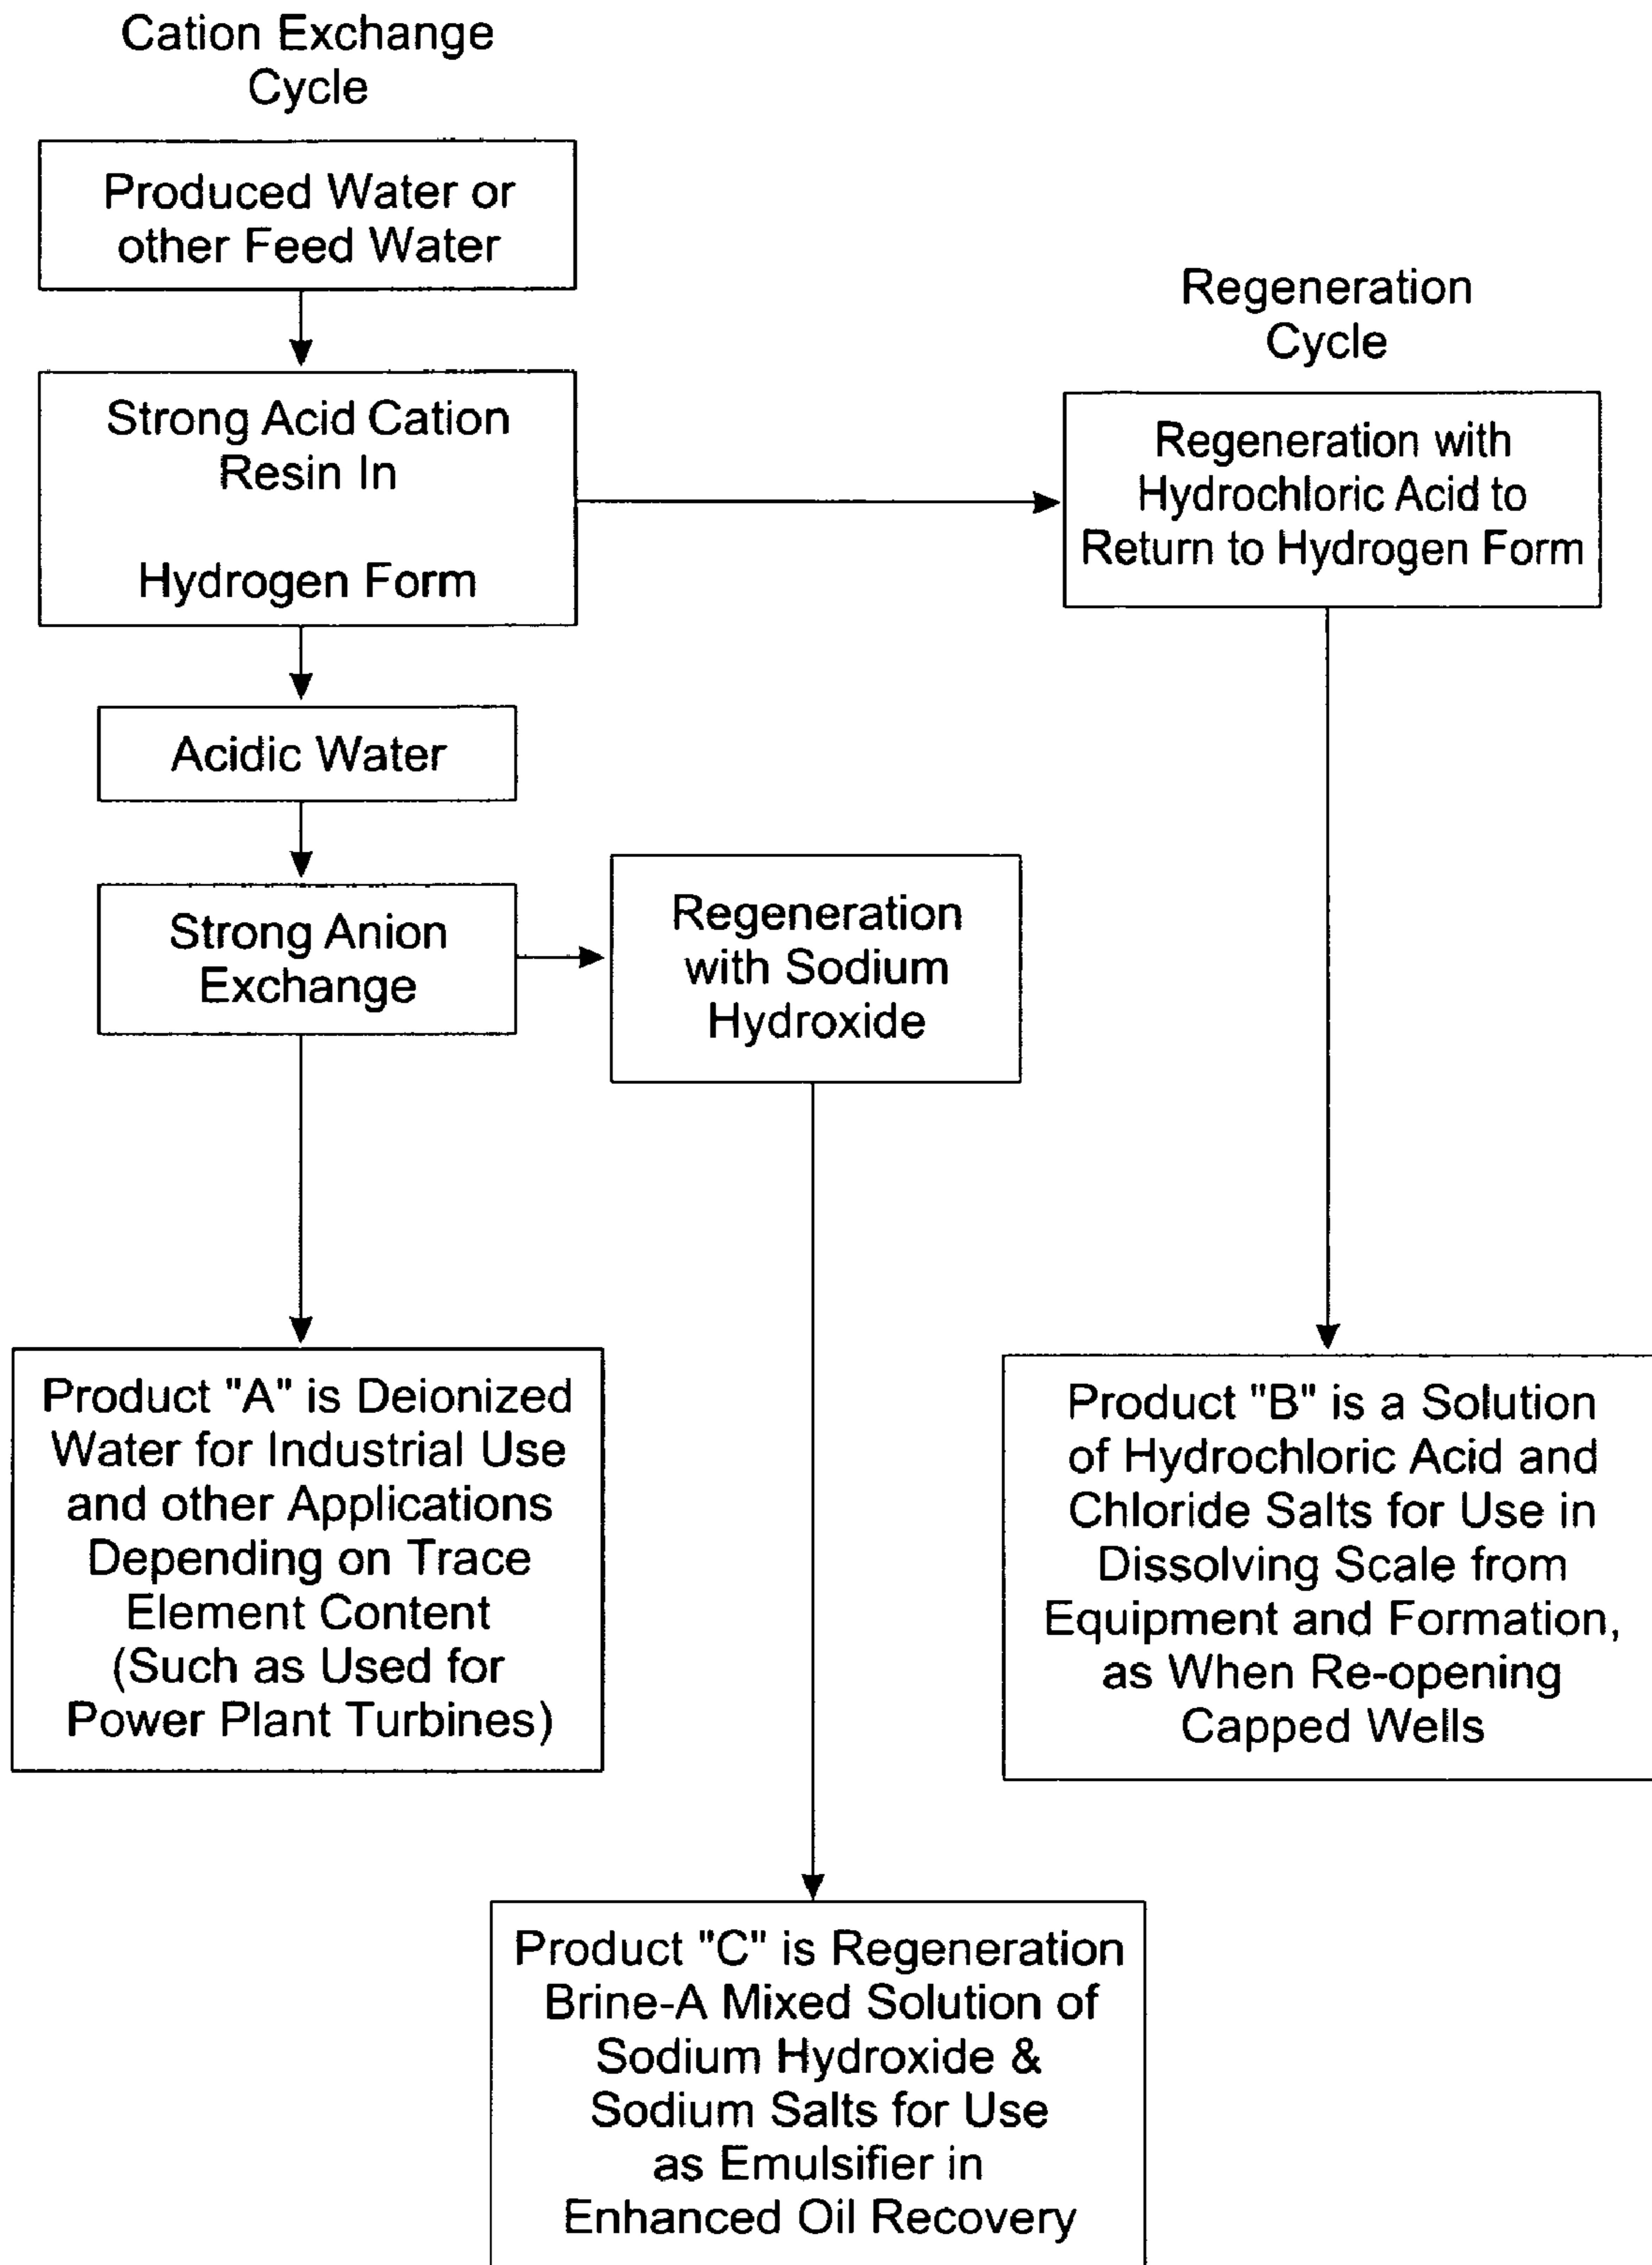 Cation Exchange
Cycle
Produced Water or
other Feed Water
Regeneration
Cycle
Strong Acid Cation
Resin In
Hydrogen Form
Regeneration with
Hydrochloric Acid to
Return to Hydrogen Form
Acidic Water
Strong Anion
Exchange
Regeneration
with Sodium
Hydroxide
Product "A" is Deionized
Water for Industrial Use
and other Applications
Depending on Trace
Element Content
(Such as Used for
Power Plant Turbines)
Product "B" is a Solution
of Hydrochloric Acid and
Chloride Salts for Use in
Dissolving Scale from
Equipment and Formation,
as When Re-opening
Capped Wells
Product "C" is Regeneration
Brine-A Mixed Solution of
Sodium Hydroxide &
Sodium Salts for Use
as Emulsifier in
Enhanced Oil Recovery